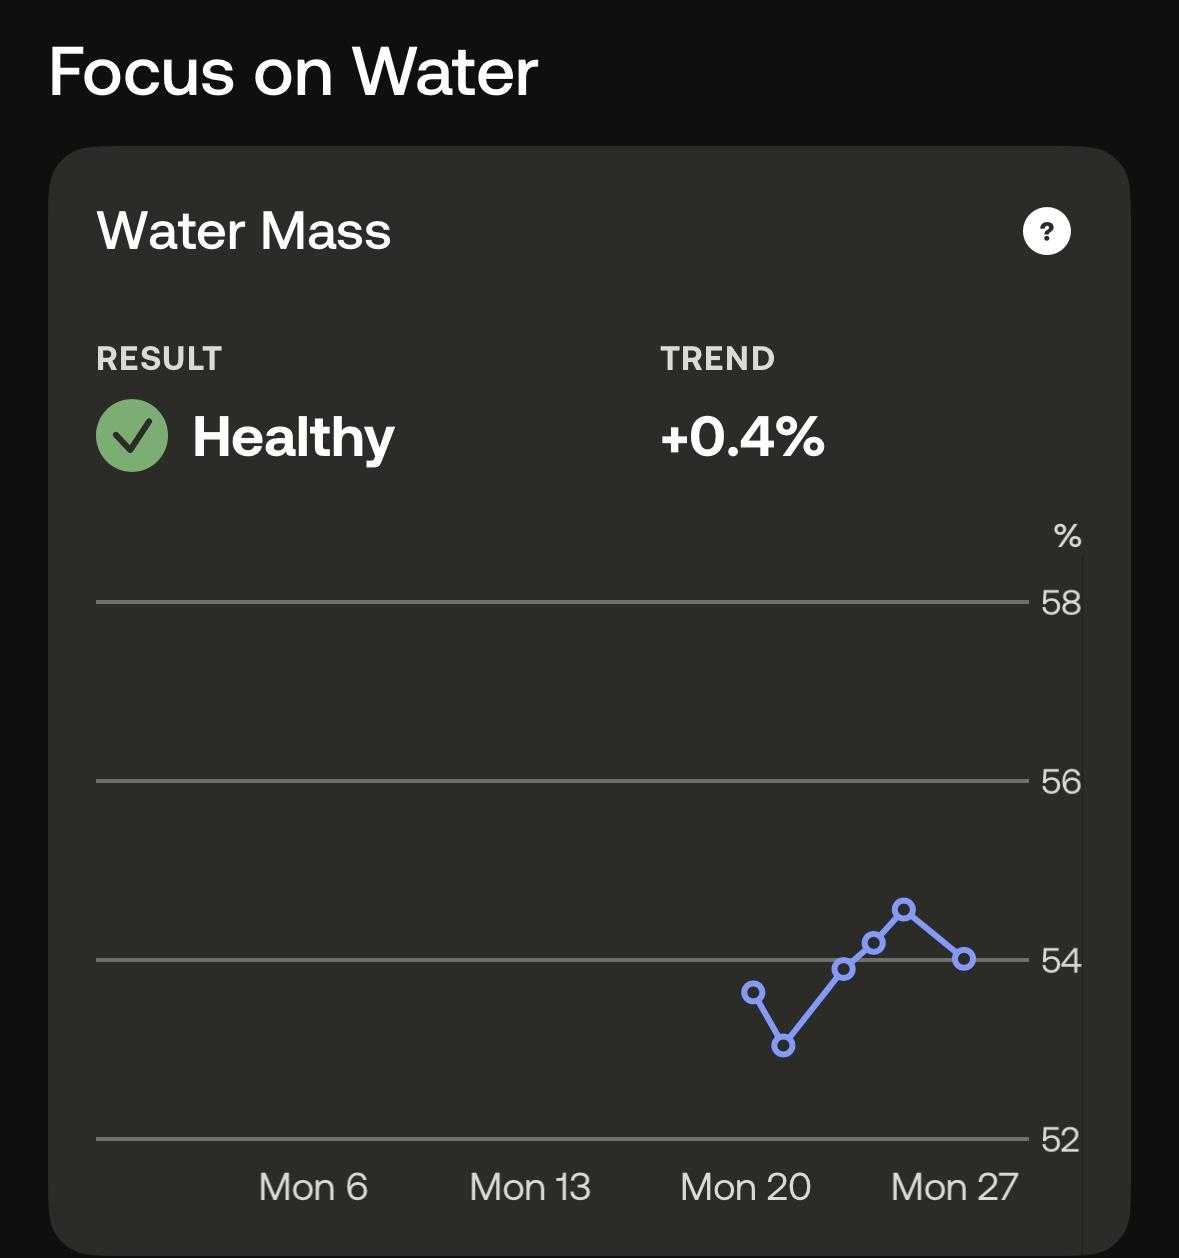 Focus on Water
Water Mass
?
RESULT
TREND
Healthy
+0.4%
%
58
56
54
52
Mon 6
Mon 13
Mon 20
Mon 27